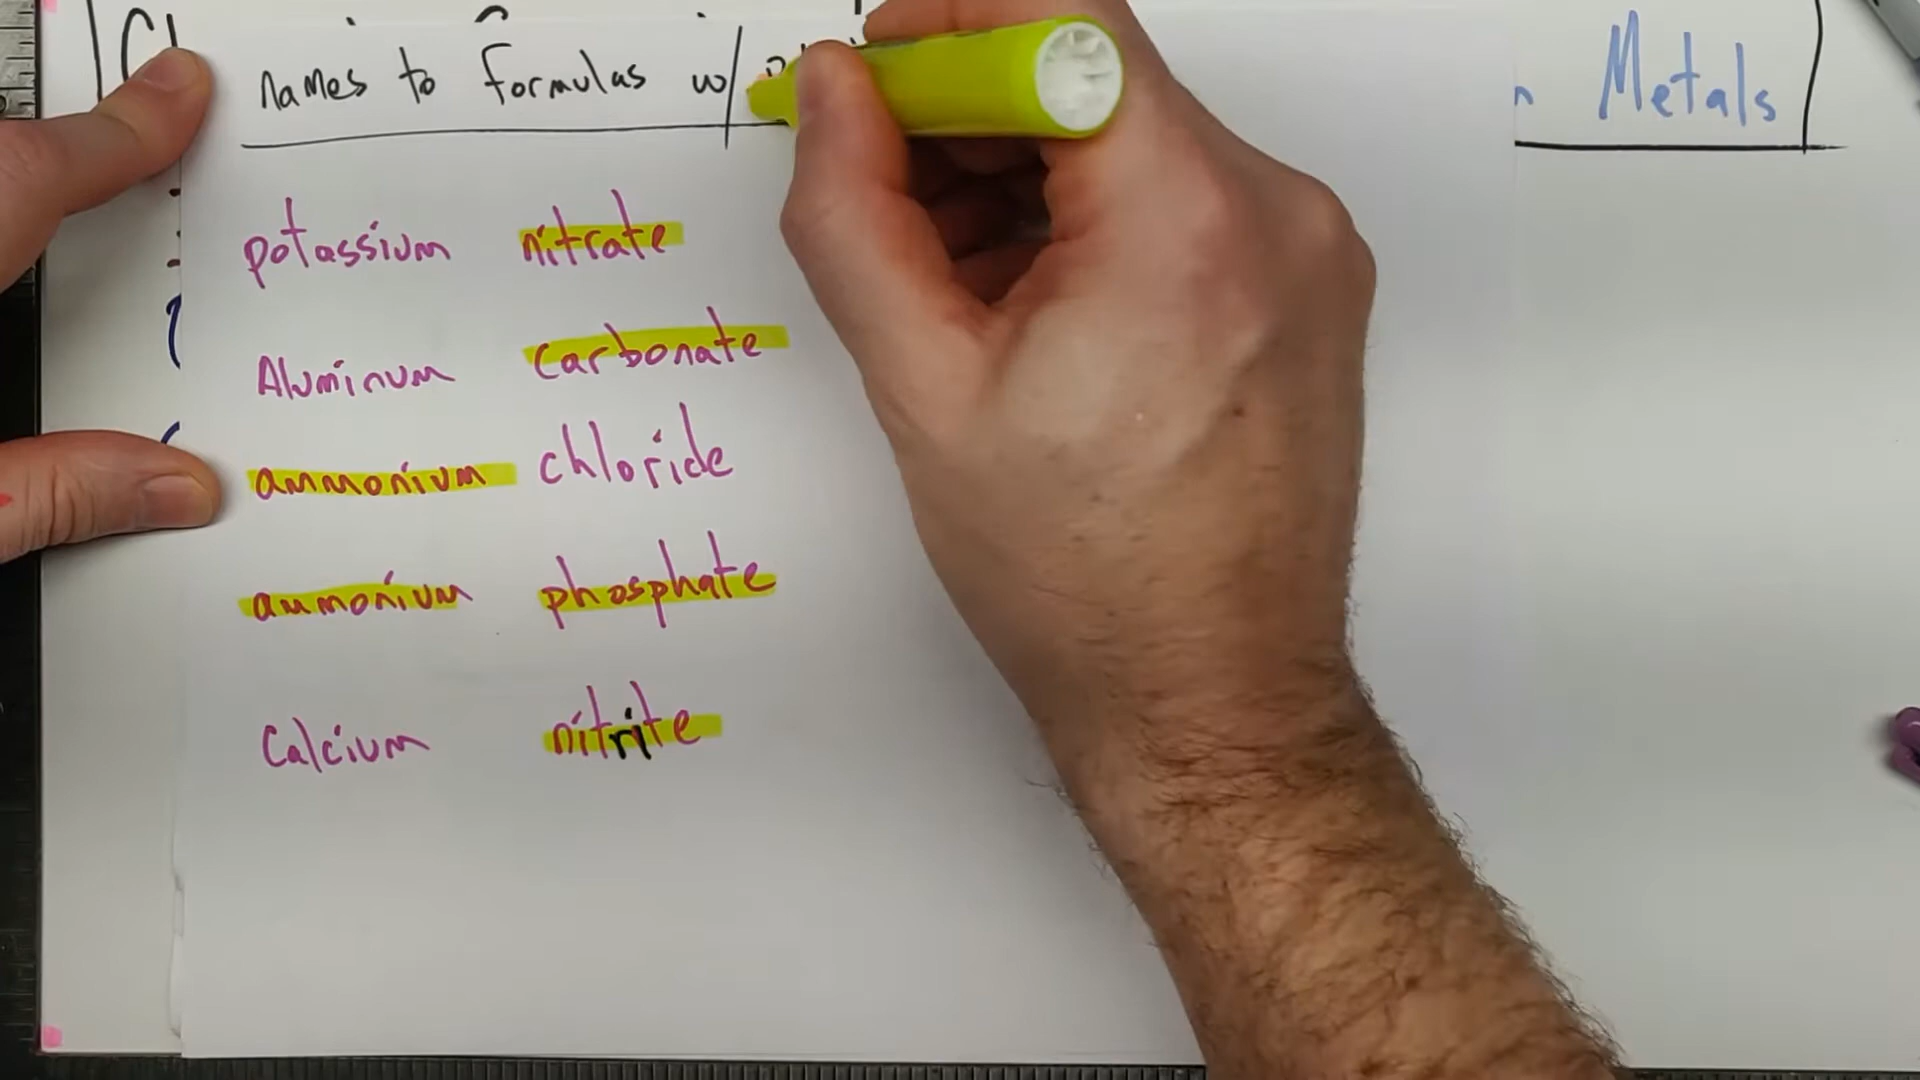 names to formulas w/
Metals
potassium nitrate
Aluminum carbonate
ammonium chloride
ammonium phosphate
Calcium nitrite